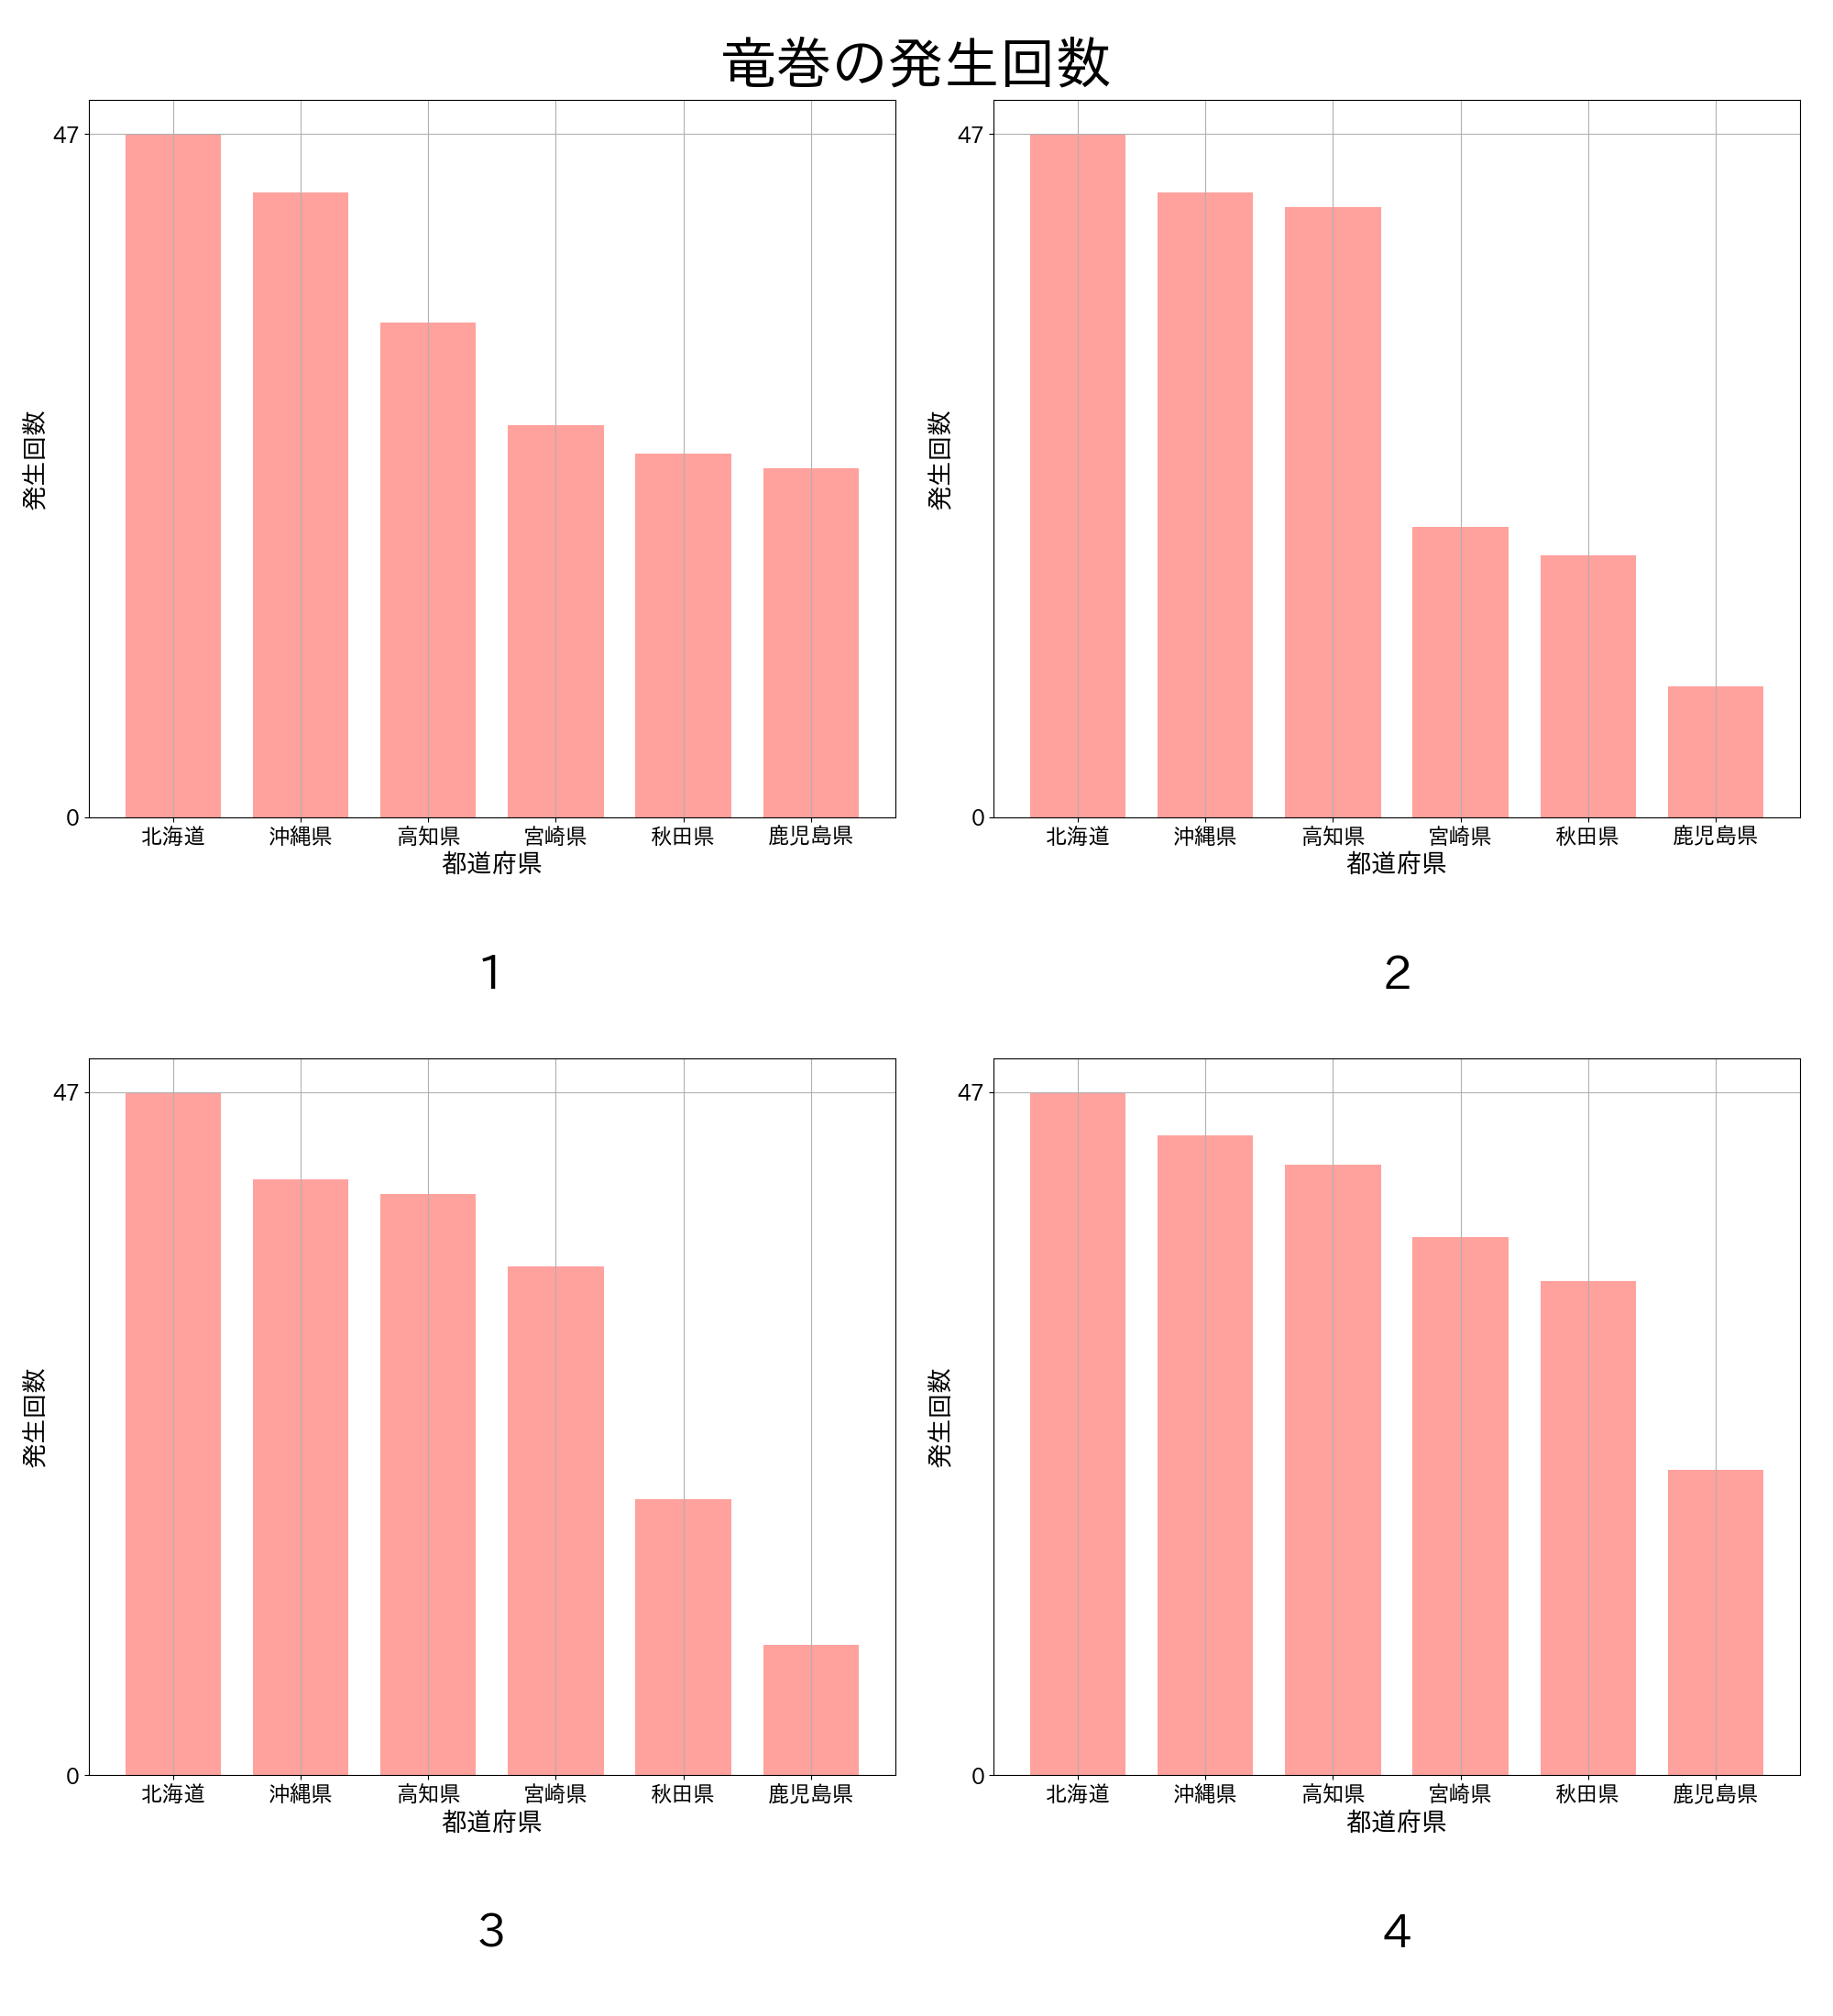 竜巻の発生回数
47
0
発生回数
北海道 沖縄県 高知県 宮崎県 秋田県 鹿児島県
都道府県
1
47
0
発生回数
北海道 沖縄県 高知県 宮崎県 秋田県 鹿児島県
都道府県
2
47
0
発生回数
北海道 沖縄県 高知県 宮崎県 秋田県 鹿児島県
都道府県
3
47
0
発生回数
北海道 沖縄県 高知県 宮崎県 秋田県 鹿児島県
都道府県
4